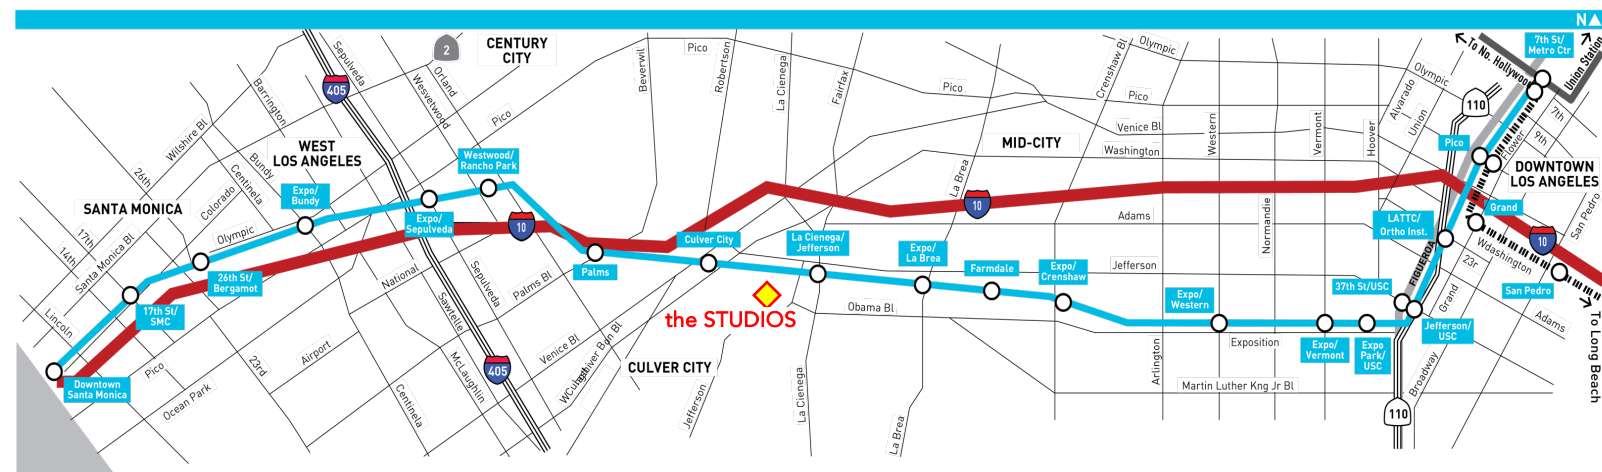 N
2
CENTURY
CITY
405
Sepulveda
Orland
Westwood
Pico
Beverwil
Robertson
La Cienega
Fairfax
Pico
Crenshaw Bl
Olympic
Pico
Venice Bl
Washington
Western
Vermont
Hoover
Alvarado
Union
Olympic
110
To No. Hollywood
7th St/
Metro Ctr
Union Station
7th
9th
Flower
Pico
DOWNTOWN
LOS ANGELES
MID-CITY
La Brea
10
Barrington
Wilshire Bl
WEST
LOS ANGELES
Bundy
Centinela
26th
Colorado
Expo/
Bundy
Westwood/
Rancho Park
Pico
SANTA MONICA
Olympic
17th
14th
Santa Monica Bl
Expo/
Sepulveda
10
Palms
Culver City
La Cienega/
Jefferson
Expo/
La Brea
Farmdale
Expo/
Crenshaw
Adams
Jefferson
Normandie
LATTC/
Ortho Inst.
FIGUEROA
Grand
Wdashington
23r
10
San Pedro
San Pedro
To Long Beach
26th St/
Bergamot
17th St/
SMC
National
Sepulveda
Palms Bl
Sawtelle
Lincoln
Downtown
Santa Monica
Pico
Ocean Park
23rd
Airport
Centinela
McLaughlin
405
Venice Bl
the STUDIOS
CULVER CITY
Jefferson
La Cienega
La Brea
Obama Bl
Arlington
Expo/
Western
Exposition
Martin Luther Kng Jr Bl
Expo/
Vermont
Expo
Park/
USC
37th St/USC
Jefferson/
USC
Grand
Broadway
Adams
110